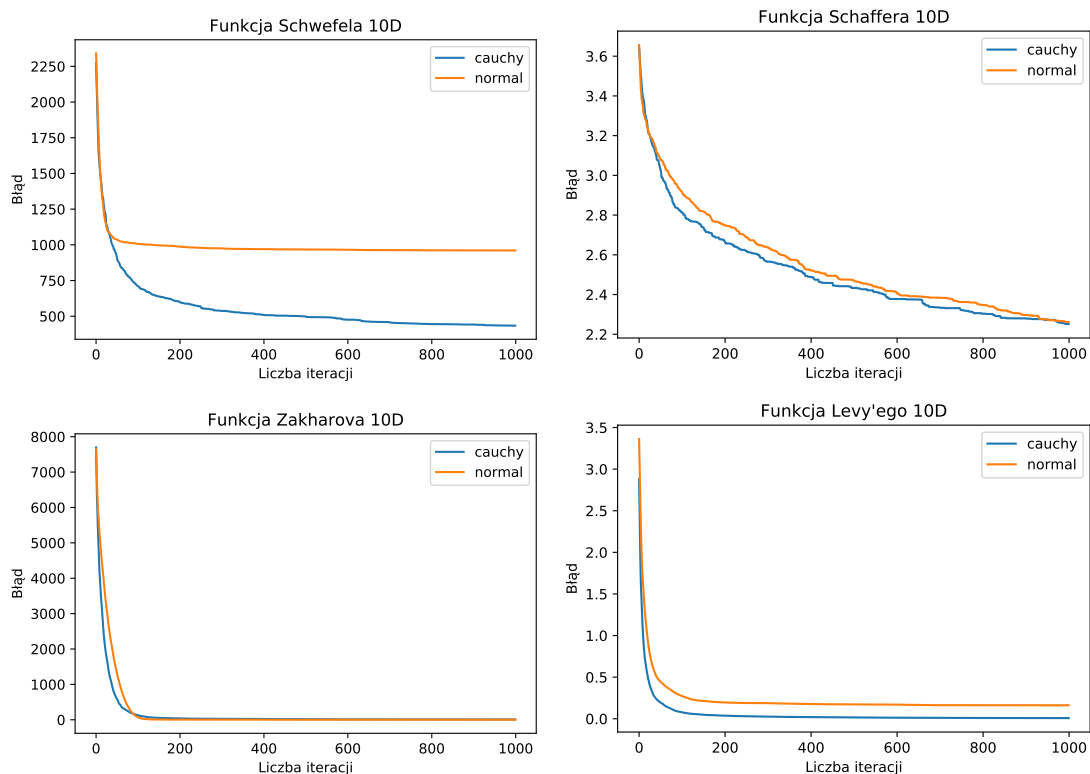 Funkcja Schwefela 10D
cauchy
normal
2250
2000
1750
1500
1250
1000
750
500
Błąd
0 200 400 600 800 1000
Liczba iteracji
Funkcja Schaffera 10D
cauchy
normal
3.6
3.4
3.2
3.0
2.8
2.6
2.4
2.2
Błąd
0 200 400 600 800 1000
Liczba iteracji
Funkcja Zakharova 10D
cauchy
normal
8000
7000
6000
5000
4000
3000
2000
1000
0
Błąd
0 200 400 600 800 1000
Liczba iteracji
Funkcja Levy'ego 10D
cauchy
normal
3.5
3.0
2.5
2.0
1.5
1.0
0.5
0.0
Błąd
0 200 400 600 800 1000
Liczba iteracji